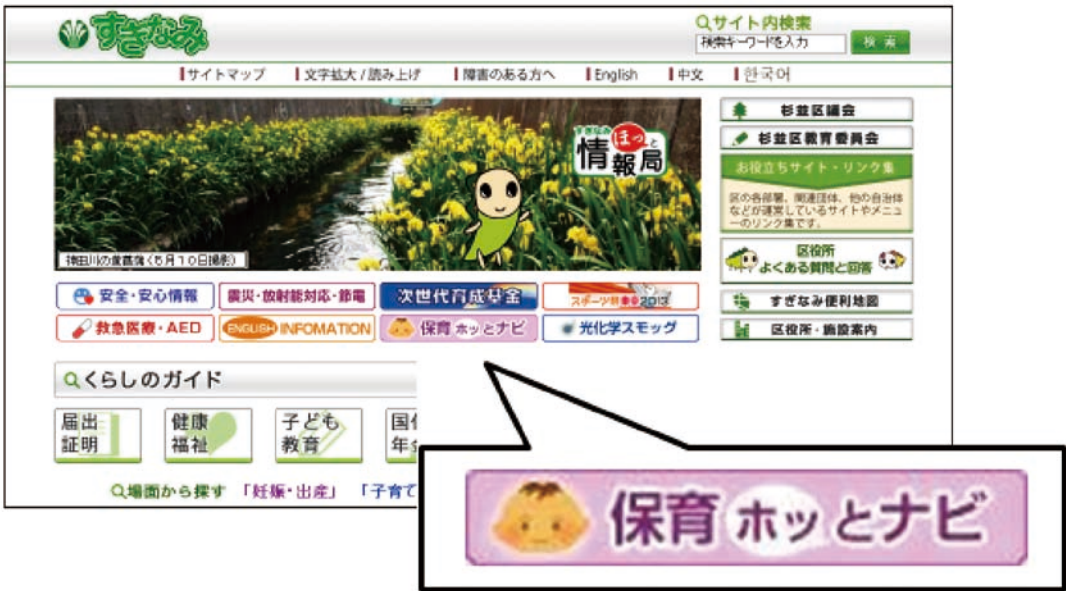 すぎなみ
サイト内検索
検索キーワードを入力
検索
サイトマップ
文字拡大/読み上げ
障害のある方へ
English
中文
한국어
すぎなみ
ほっと
情報局
神田川の黄菖蒲(5月10日撮影)
杉並区議会
杉並区教育委員会
お役立ちサイト・リンク集
区の各部署、関連団体、他の自治体
などが運営しているサイトやメニュ
ーのリンク集です。
区役所
よくある質問と回答
すぎなみ便利地図
区役所・施設案内
安全・安心情報
震災・放射能対応・節電
次世代育成基金
スポーツ祭東京2013
救急医療・AED
ENGLISH INFOMATION
保育 ホッとナビ
光化学スモッグ
くらしのガイド
届出
証明
健康
福祉
子ども
教育
場面から探す 「妊娠・出産」 「子育て
保育 ホッとナビ